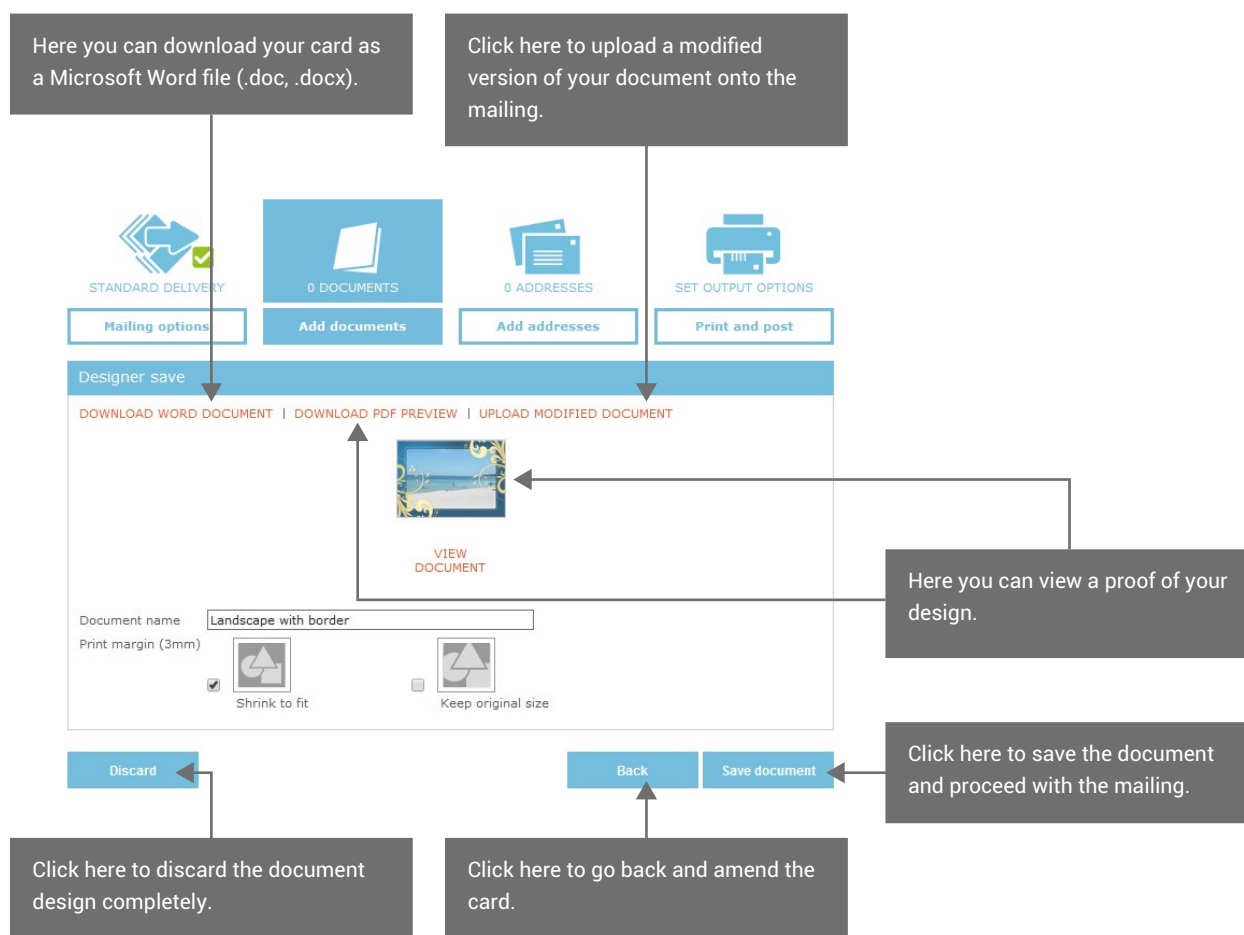 Here you can download your card as
a Microsoft Word file (.doc, .docx).
Click here to upload a modified
version of your document onto the
mailing.
STANDARD DELIVERY
0 DOCUMENTS
0 ADDRESSES
SET OUTPUT OPTIONS
Mailing options
Add documents
Add addresses
Print and post
Designer save
DOWNLOAD WORD DOCUMENT | DOWNLOAD PDF PREVIEW | UPLOAD MODIFIED DOCUMENT
VIEW
DOCUMENT
Here you can view a proof of your
design.
Document name Landscape with border
Print margin (3mm)
Shrink to fit
Keep original size
Discard
Back
Save document
Click here to save the document
and proceed with the mailing.
Click here to discard the document
design completely.
Click here to go back and amend the
card.